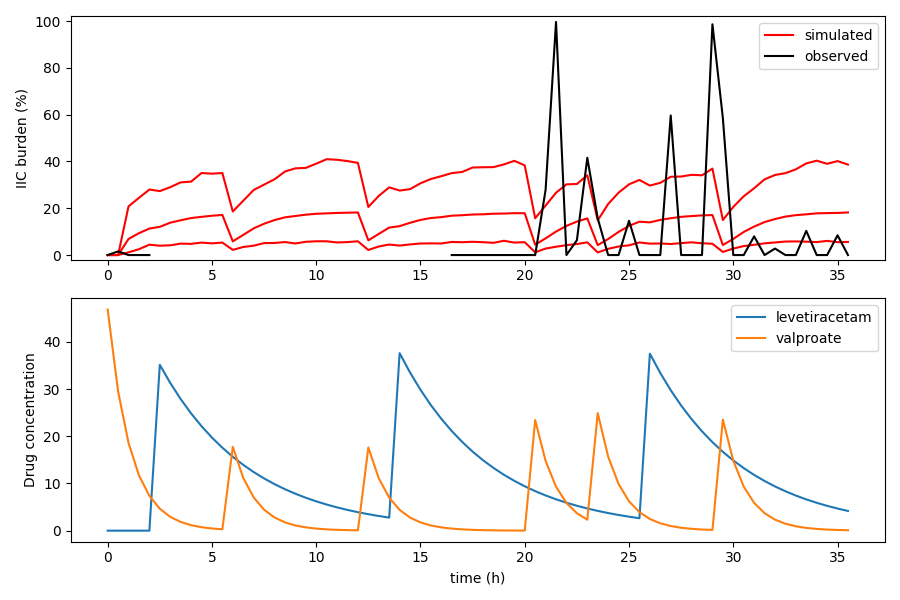 100
80
60
40
20
0
IIC burden (%)
simulated
observed
0 5 10 15 20 25 30 35
40
30
20
10
0
Drug concentration
levetiracetam
valproate
0 5 10 15 20 25 30 35
time (h)